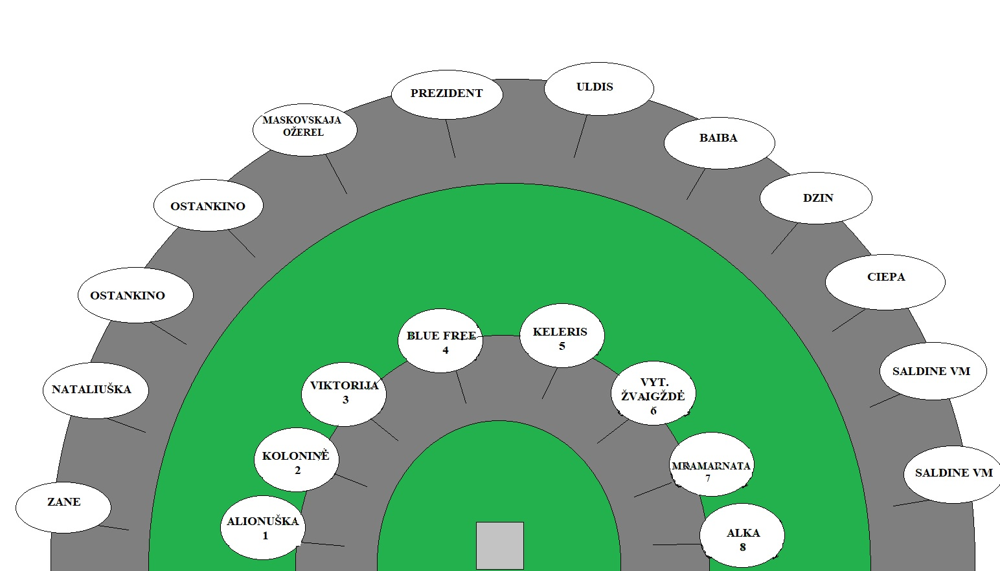 ULDIS
PREZIDENT
MASKOVSKAJA
OŽEREL
BAIBA
DZIN
OSTANKINO
CIEPA
OSTANKINO
KELERIS
5
BLUE FREE
4
SALDINE VM
VIKTORIJA
3
VYT.
ŽVAIGŽDĖ
6
NATALIUŠKA
KOLONINĖ
2
MRAMARNATA
7
SALDINE VM
ZANE
ALIONUŠKA
1
ALKA
8